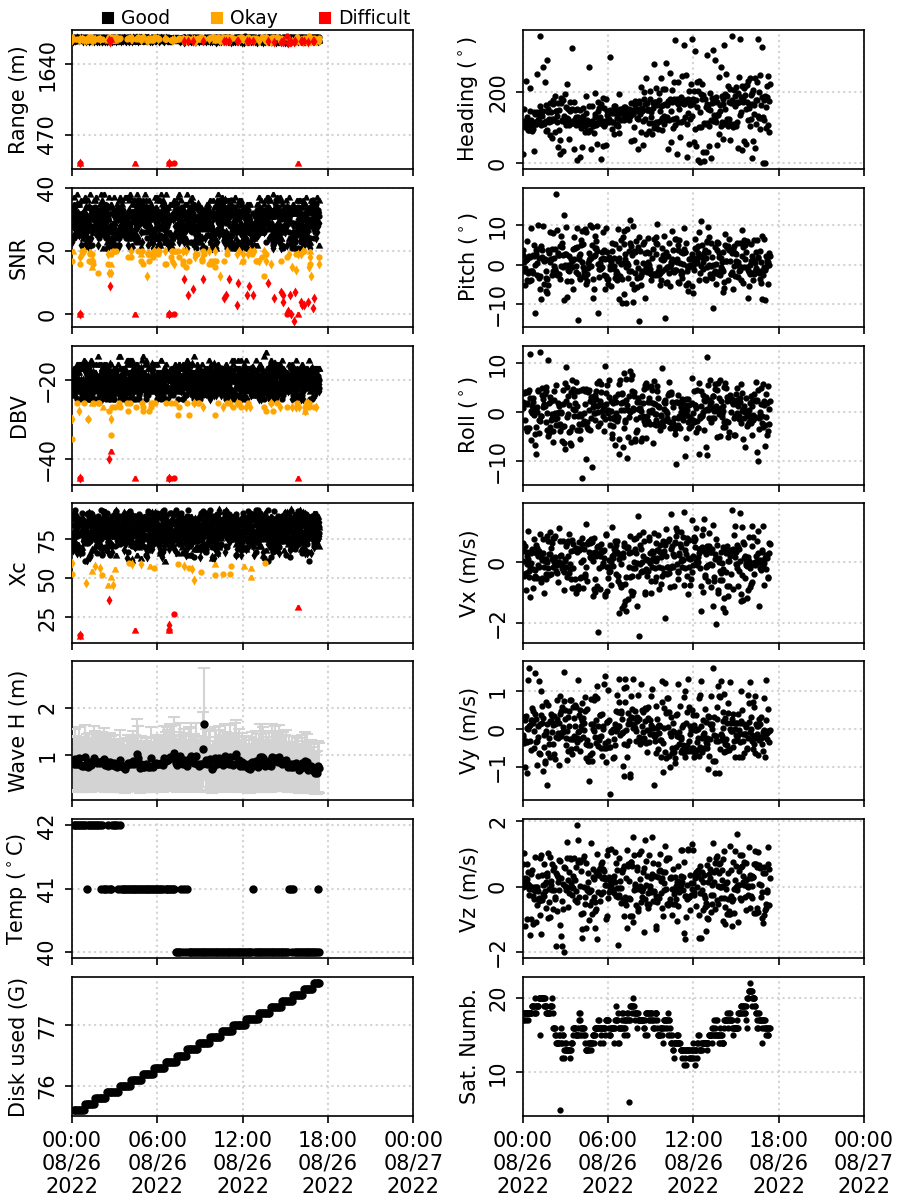 Good Okay Difficult
Range (m)
1640
470
Heading (°)
200
0
SNR
40
20
0
Pitch (°)
10
0
−10
DBV
−20
−40
Roll (°)
10
0
−10
Xc
75
50
25
Vx (m/s)
0
−2
Wave H (m)
2
1
Vy (m/s)
1
0
−1
Temp (°C)
42
41
40
Vz (m/s)
2
0
−2
Disk used (G)
77
76
Sat. Numb.
20
10
00:00 06:00 12:00 18:00 00:00
08/26 08/26 08/26 08/26 08/27
2022 2022 2022 2022 2022
00:00 06:00 12:00 18:00 00:00
08/26 08/26 08/26 08/26 08/27
2022 2022 2022 2022 2022